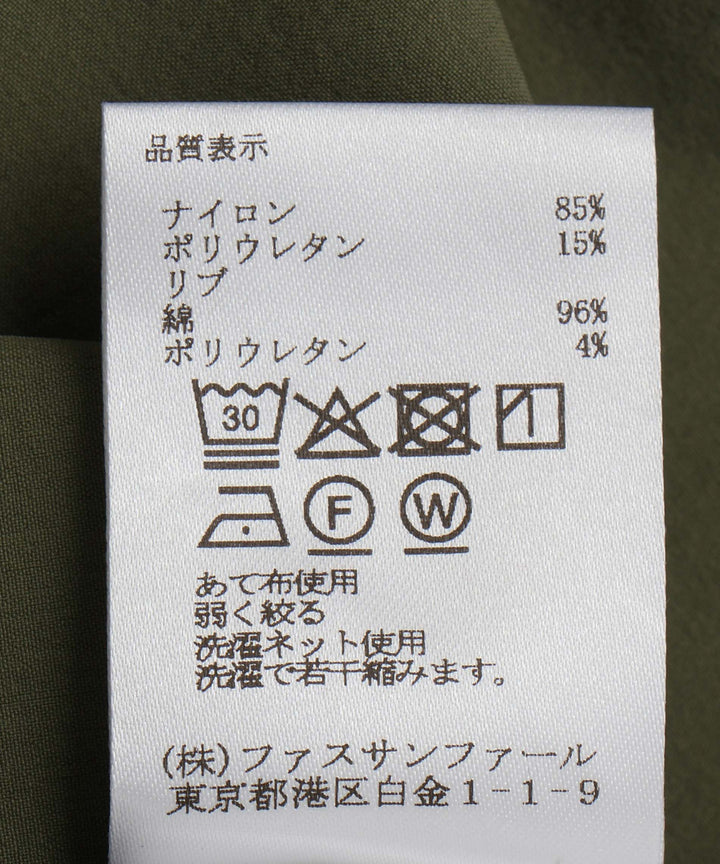 品質表示
ナイロン 85%
ポリウレタン 15%
リブ
綿 96%
ポリウレタン 4%
30
F W
あて布使用
弱く絞る
洗濯ネット使用
洗濯で若干縮みます。
(株)ファスサンファール
東京都港区白金1-1-9